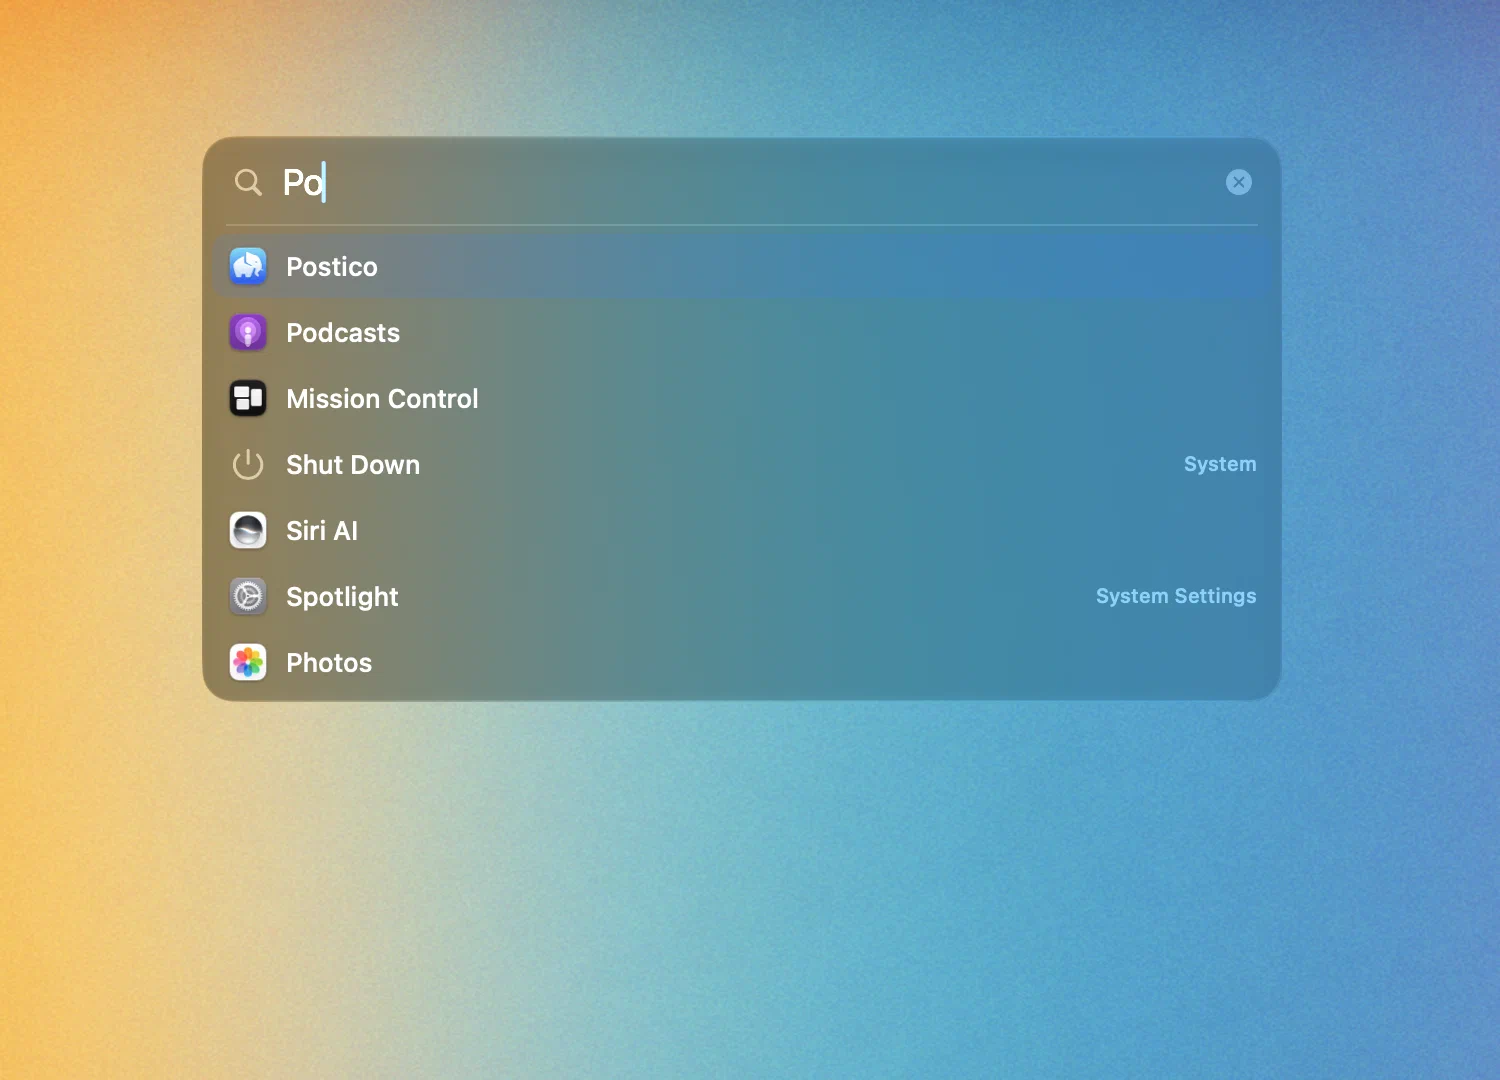 Po
Postico
Podcasts
Mission Control
Shut Down System
Siri AI
Spotlight System Settings
Photos